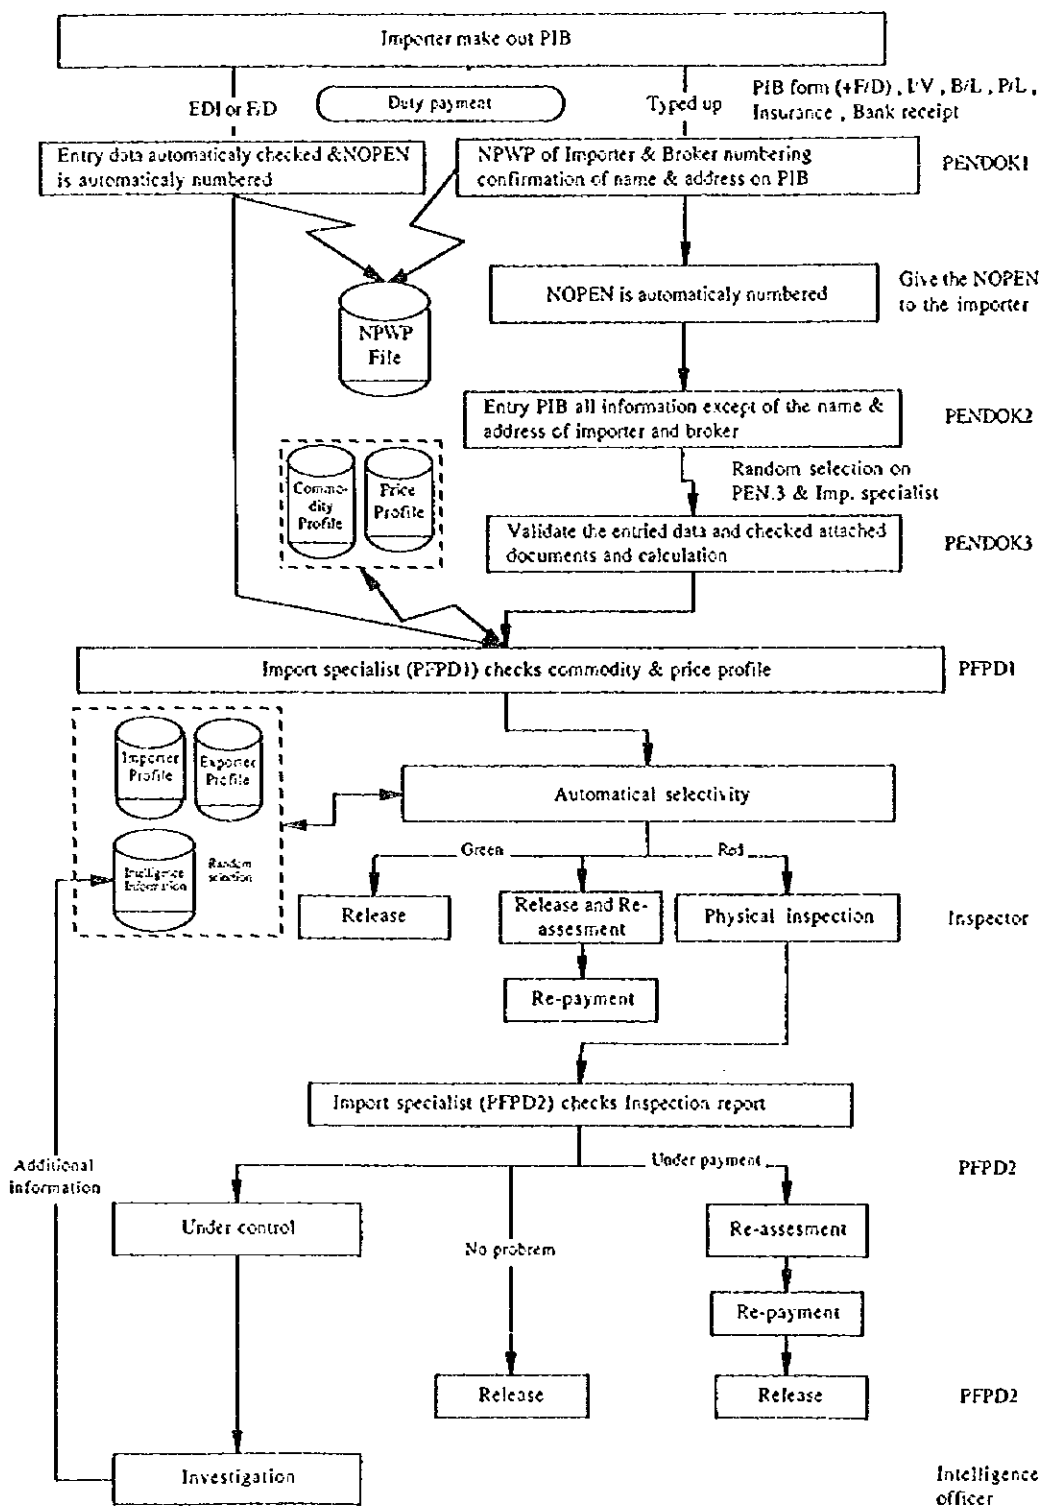 Importer make out PIB
EDI or F/D
Duty payment
Typed up
PIB form (+F/D) , I/V , B/L , P/L ,
Insurance , Bank receipt
Entry data automaticaly checked &NOPEN
is automaticaly numbered
NPWP of Importer & Broker numbering
confirmation of name & address on PIB
PENDOK1
NOPEN is automaticaly numbered
Give the NOPEN
to the importer
NPWP
File
Entry PIB all information except of the name &
address of importer and broker
PENDOK2
Random selection on
PEN.3 & Imp. specialist
Commo-
dity
Profile
Price
Profile
Validate the entried data and checked attached
documents and calculation
PENDOK3
Import specialist (PFPD1) checks commodity & price profile
PFPD1
Importer
Profile
Exporter
Profile
Automatical selectivity
Green
Red
Intelligence
Information
Random
selection
Release
Release and Re-
assesment
Physical inspection
Inspector
Re-payment
Import specialist (PFPD2) checks Inspection report
Additional
information
Under payment
PFPD2
Under control
No probrem
Re-assesment
Re-payment
Release
Release
PFPD2
Investigation
Intelligence
officer